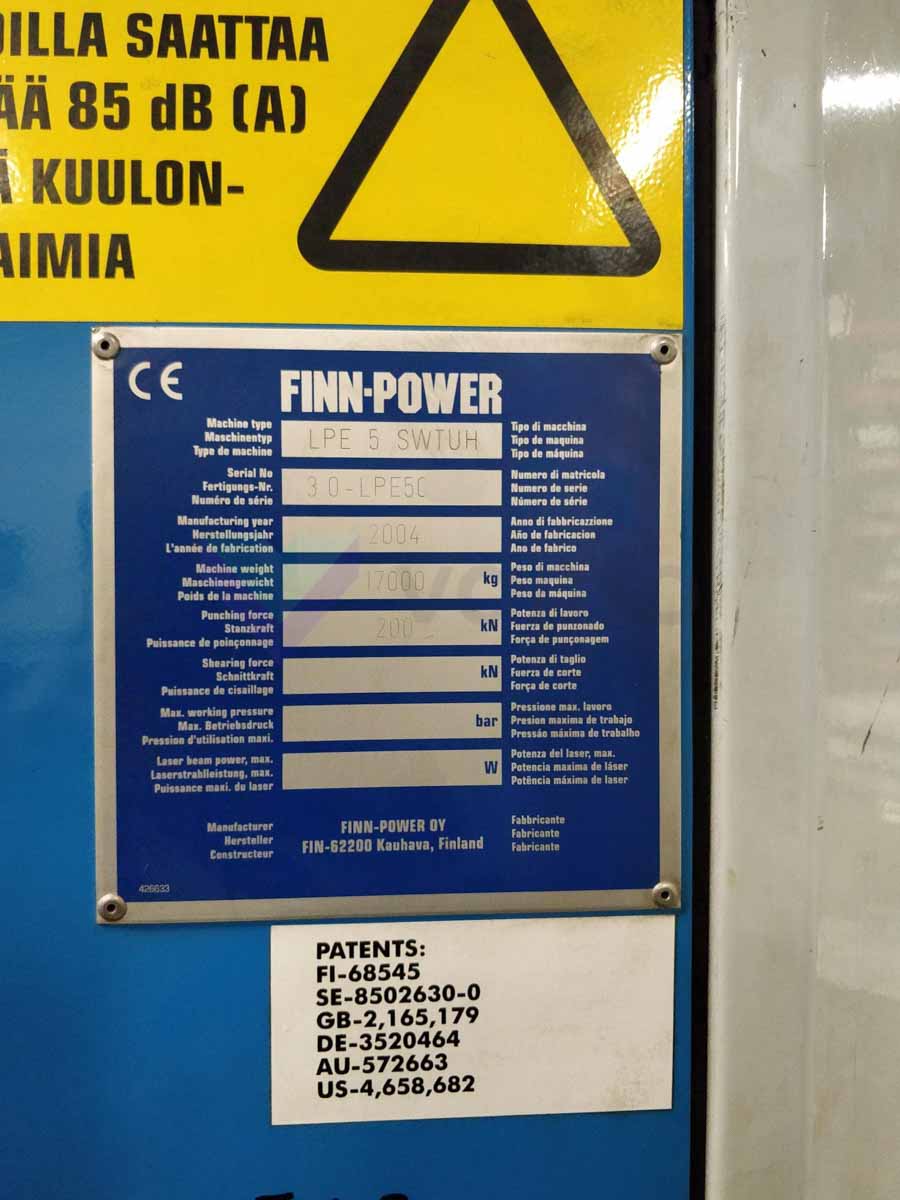 OILLA SAATTAA
ÄÄ 85 dB (A)
Ä KUULON-
AIMIA
CE
FINN-POWER
Machine type
Maschinentyp
Type de machine
LPE 5 SWTUH
Tipo di macchina
Tipo de maquina
Tipo de máquina
Serial No
Fertigungs-Nr.
Numéro de série
30-LPE5C
Numero di matricola
Numero de serie
Número de série
Manufacturing year
Herstellungsjahr
L'année de fabrication
2004
Anno di fabbricazzione
Año de fabricacion
Ano de fabrico
Machine weight
Maschinengewicht
Poids de la machine
17000 kg
Peso di macchina
Peso maquina
Peso da máquina
Punching force
Stanzkraft
Puissance de poinçonnage
200 kN
Potenza di lavoro
Fuerza de punzonado
Força de punçonagem
Shearing force
Schnittkraft
Puissance de cisaillage
kN
Potenza di taglio
Fuerza de corte
Força de corte
Max. working pressure
Max. Betriebsdruck
Pression d'utilisation maxi.
bar
Pressione max. lavoro
Presion maxima de trabajo
Pressáo máxima de trabalho
Laser beam power, max.
Laserstrahlleistung, max.
Puissance maxi. du laser
W
Potenza del laser, max.
Potencia maxima de láser
Potência máxima de laser
Manufacturer
Hersteller
Constructeur
FINN-POWER OY
FIN-62200 Kauhava, Finland
Fabbricante
Fabricante
Fabricante
426633
PATENTS:
FI-68545
SE-8502630-0
GB-2,165,179
DE-3520464
AU-572663
US-4,658,682